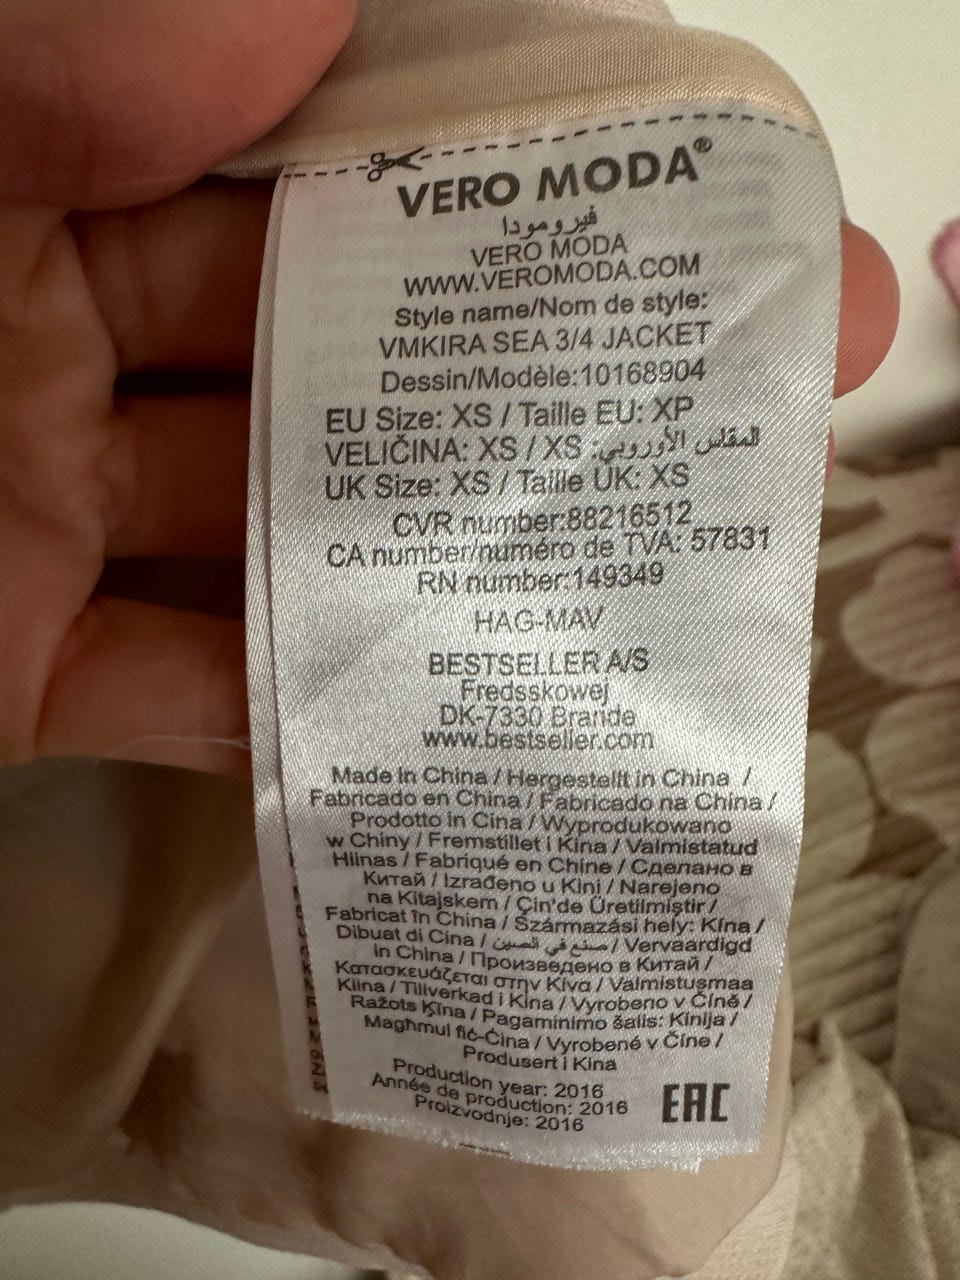 VERO MODA®
فيرومودا
VERO MODA
WWW.VEROMODA.COM
Style name/Nom de style:
VMKIRA SEA 3/4 JACKET
Dessin/Modèle:10168904
EU Size: XS / Taille EU: XP
VELIČINA: XS / XS :المقاس الأوروبي
UK Size: XS / Taille UK: XS
CVR number:88216512
CA number/numéro de TVA: 57831
RN number:149349
HAG-MAV
BESTSELLER A/S
Fredsskowej
DK-7330 Brande
www.bestseller.com
Made in China / Hergestellt in China /
Fabricado en China / Fabricado na China /
Prodotto in Cina / Wyprodukowano
w Chiny / Fremstillet i Kina / Valmistatud
Hiinas / Fabriqué en Chine / Сделано в
Китай / Izrađeno u Kini / Narejeno
na Kitajskem / Çin'de Üretilmiştir /
Fabricat în China / Származási hely: Kína /
Dibuat di Cina / صنع في الصين / Vervaardigd
in China / Произведено в Китай /
Κατασκευάζεται στην Κίνα / Valmistusmaa
Kiina / Tillverkad i Kina / Vyrobeno v Číně /
Ražots Ķīna / Pagaminimo šalis: Kinija /
Magħmul fiċ-Ċina / Vyrobené v Číne /
Produsert i Kina
Production year: 2016
Année de production: 2016
Proizvodnje: 2016
EAC